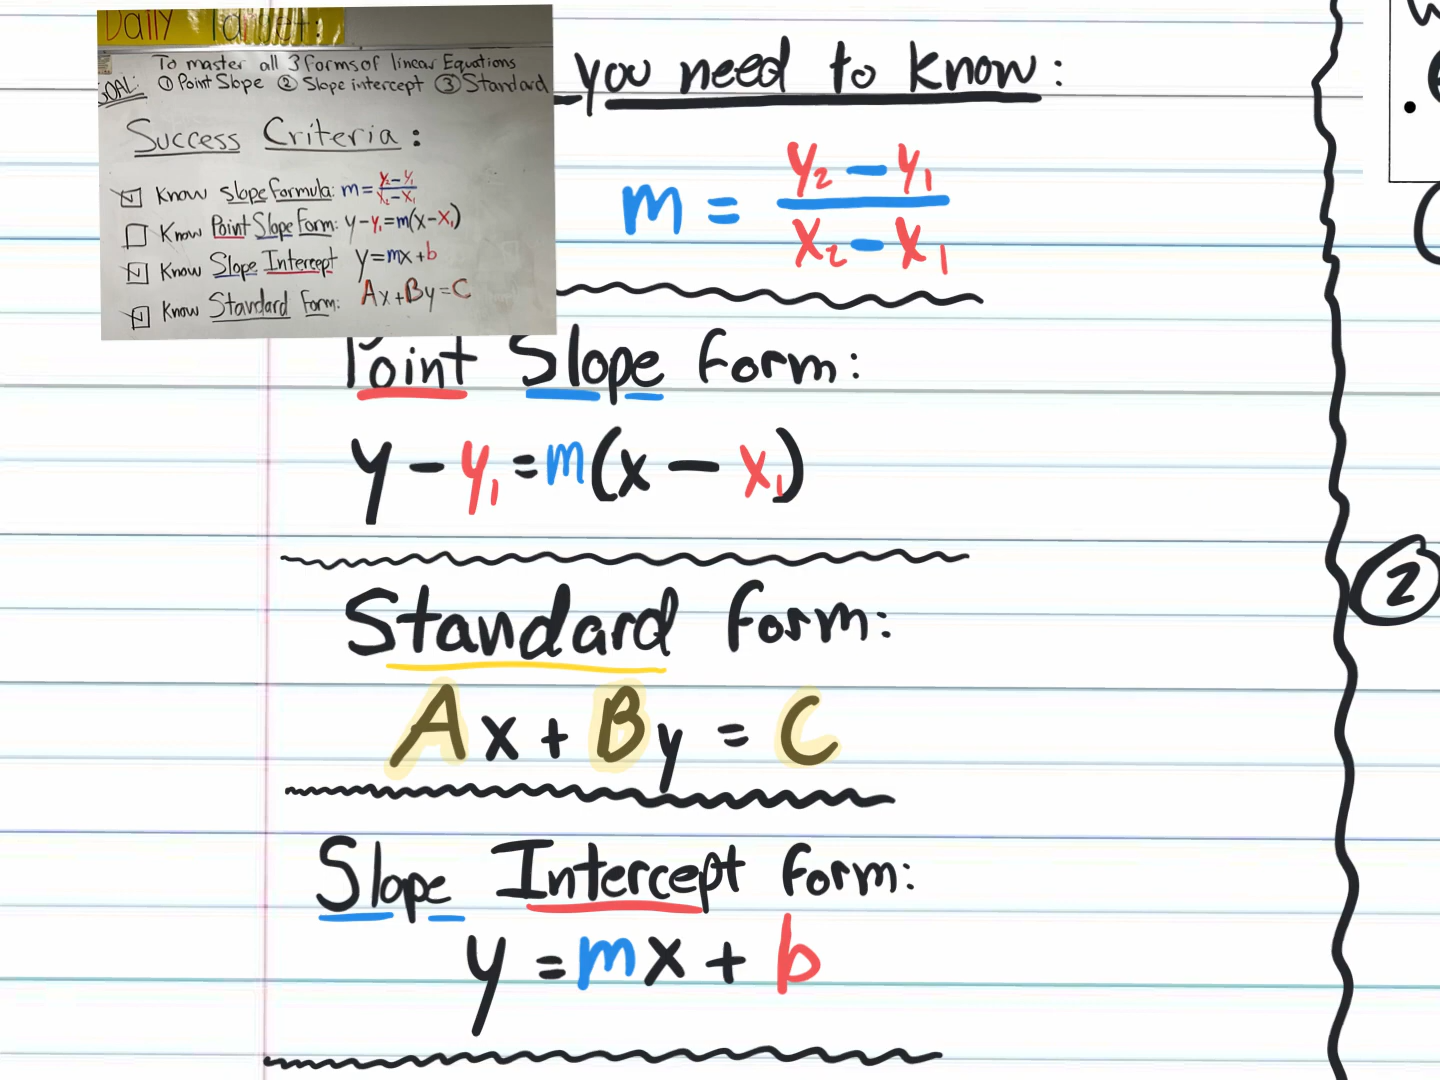 Daily Target:
To master all 3 forms of linear Equations
GOAL: ① Point Slope ② Slope intercept ③ Standard
Success Criteria:
Know slope formula: m = y₂ - y₁ / x₂ - x₁
Know Point Slope Form: y - y₁ = m(x - x₁)
Know Slope Intercept y = mx + b
Know Standard form: Ax + By = C
you need to know:
m = y₂ - y₁ / x₂ - x₁
Point Slope form:
y - y₁ = m(x - x₁)
Standard form:
Ax + By = C
Slope Intercept form:
y = mx + b
②